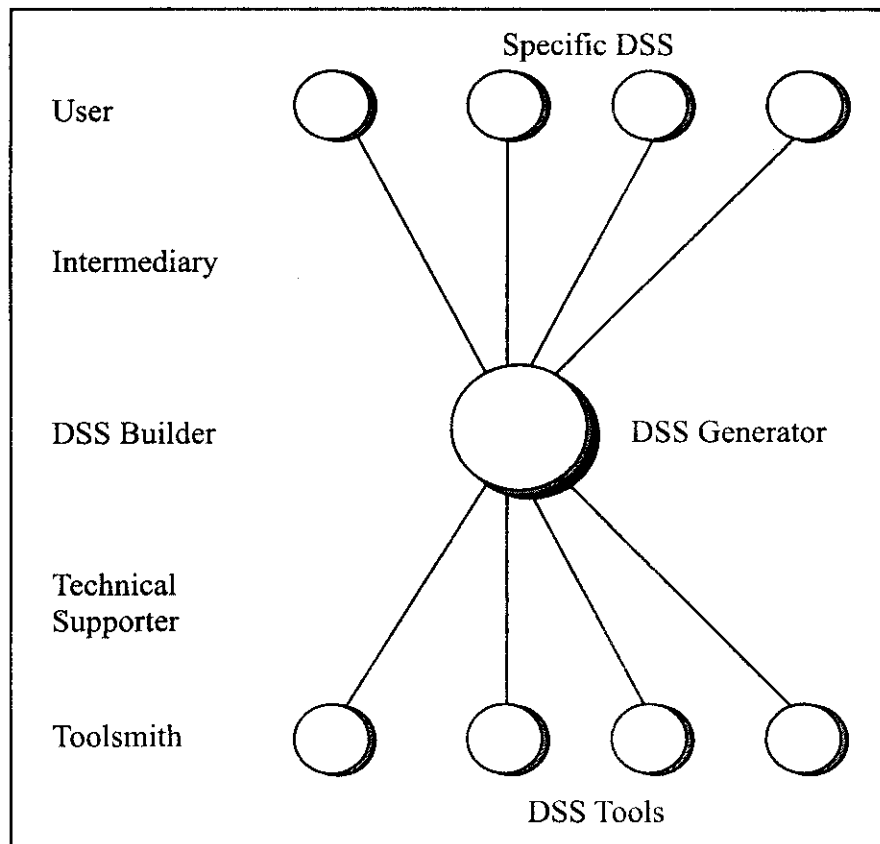 Specific DSS
User
Intermediary
DSS Builder
DSS Generator
Technical
Supporter
Toolsmith
DSS Tools